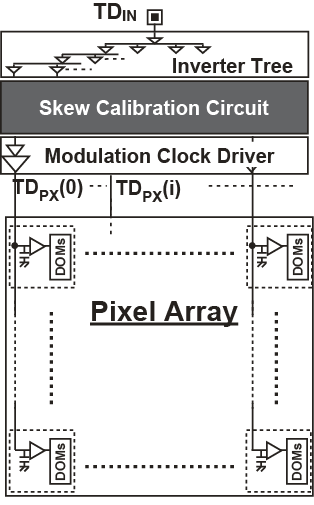 TD_IN
Inverter Tree
Skew Calibration Circuit
Modulation Clock Driver
TD_PX(0) TD_PX(i)
DOMs DOMs
Pixel Array
DOMs DOMs